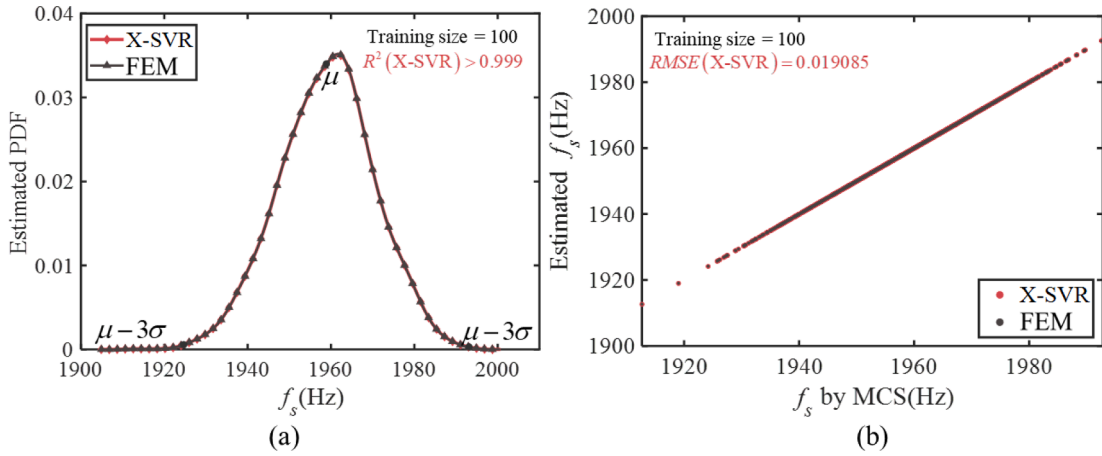 X-SVR
FEM
Training size = 100
R²(X-SVR)>0.999
μ
μ−3σ
μ−3σ
0.04
0.03
0.02
0.01
0
Estimated PDF
1900 1920 1940 1960 1980 2000
f_s(Hz)
(a)
Training size = 100
RMSE(X-SVR)=0.019085
2000
1980
1960
1940
1920
1900
Estimated f_s(Hz)
X-SVR
FEM
1920 1940 1960 1980
f_s by MCS(Hz)
(b)